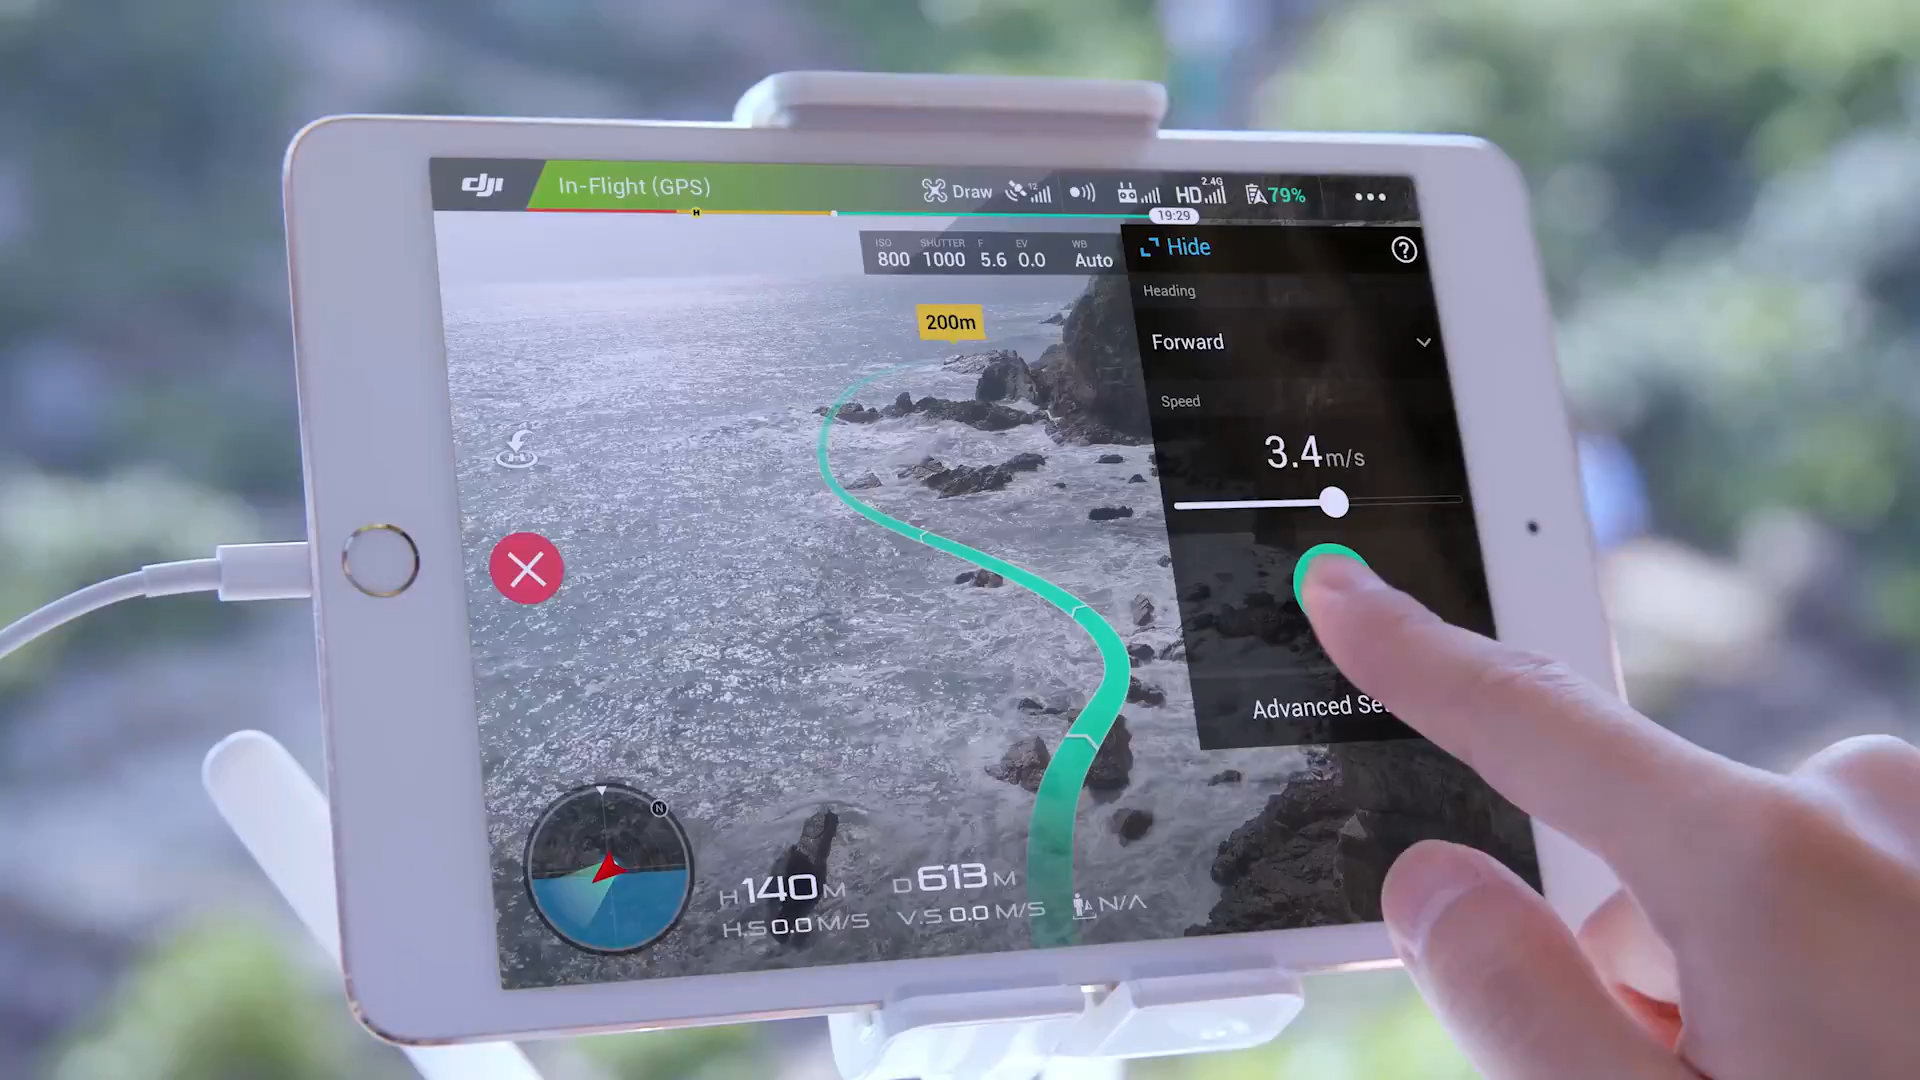 dji In-Flight (GPS) Draw 12 HD 2.4G 79%
H 19:29
ISO SHUTTER F EV WB
800 1000 5.6 0.0 Auto
Hide ?
Heading
200m
Forward
Speed
3.4m/s
H
Advanced Se
N
H 140 M D 613 M
H.S 0.0 M/S V.S 0.0 M/S N/A